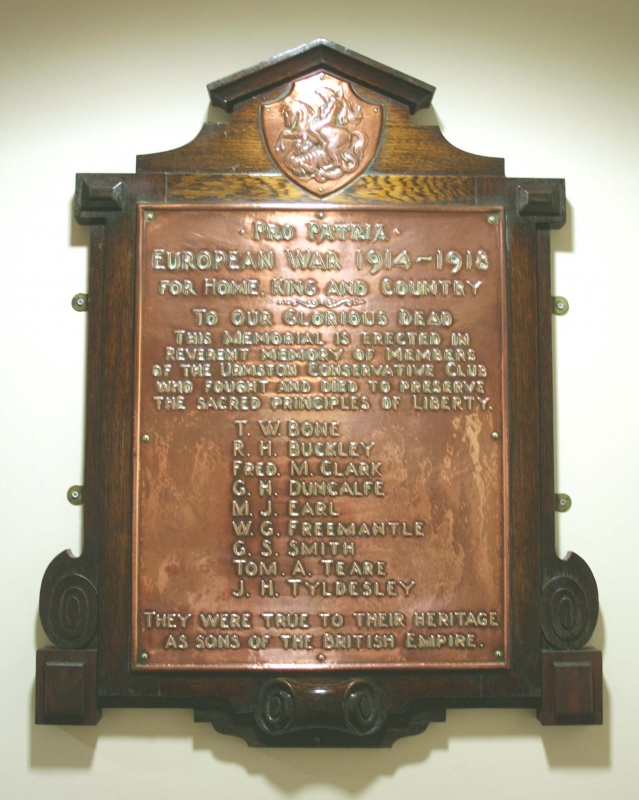 · PRO PATRIA ·
EUROPEAN WAR 1914-1918
FOR HOME, KING AND COUNTRY
TO OUR GLORIOUS DEAD
THIS MEMORIAL IS ERECTED IN
REVERENT MEMORY OF MEMBERS
OF THE URMSTON CONSERVATIVE CLUB
WHO FOUGHT AND DIED TO PRESERVE
THE SACRED PRINCIPLES OF LIBERTY.
T. W. BONE
R. H. BUCKLEY
FRED. M. CLARK
G. H. DUNCALFE
M. J. EARL
W. G. FREEMANTLE
G. S. SMITH
TOM. A. TEARE
J. H. TYLDESLEY
THEY WERE TRUE TO THEIR HERITAGE
AS SONS OF THE BRITISH EMPIRE.